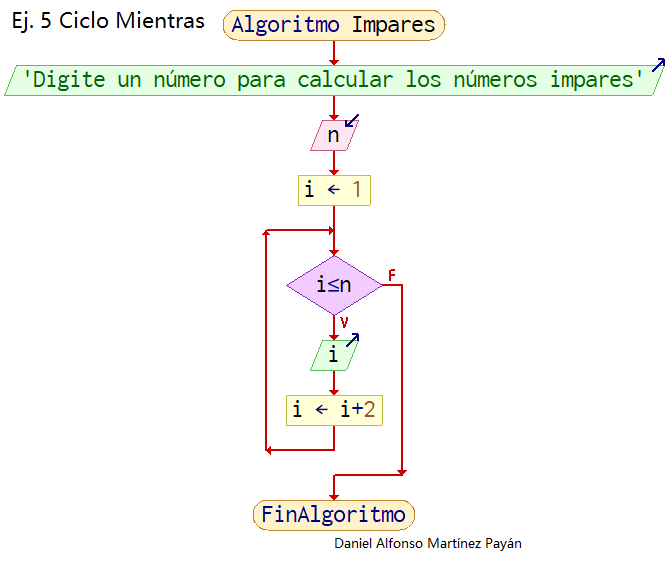 Ej. 5 Ciclo Mientras
Algoritmo Impares
'Digite un número para calcular los números impares'
n
i ← 1
i≤n
F
V
i
i ← i+2
FinAlgoritmo
Daniel Alfonso Martínez Payán